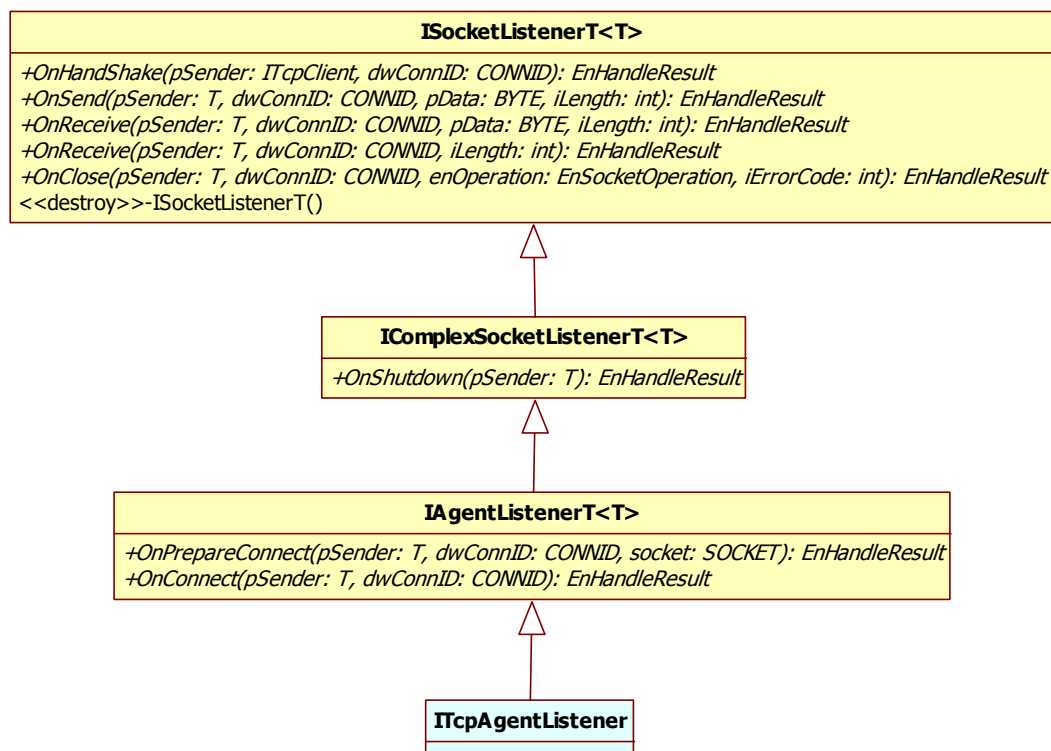 ISocketListenerT<T>
+OnHandShake(pSender: ITcpClient, dwConnID: CONNID): EnHandleResult
+OnSend(pSender: T, dwConnID: CONNID, pData: BYTE, iLength: int): EnHandleResult
+OnReceive(pSender: T, dwConnID: CONNID, pData: BYTE, iLength: int): EnHandleResult
+OnReceive(pSender: T, dwConnID: CONNID, iLength: int): EnHandleResult
+OnClose(pSender: T, dwConnID: CONNID, enOperation: EnSocketOperation, iErrorCode: int): EnHandleResult
<<destroy>>-ISocketListenerT()
IComplexSocketListenerT<T>
+OnShutdown(pSender: T): EnHandleResult
IAgentListenerT<T>
+OnPrepareConnect(pSender: T, dwConnID: CONNID, socket: SOCKET): EnHandleResult
+OnConnect(pSender: T, dwConnID: CONNID): EnHandleResult
ITcpAgentListener